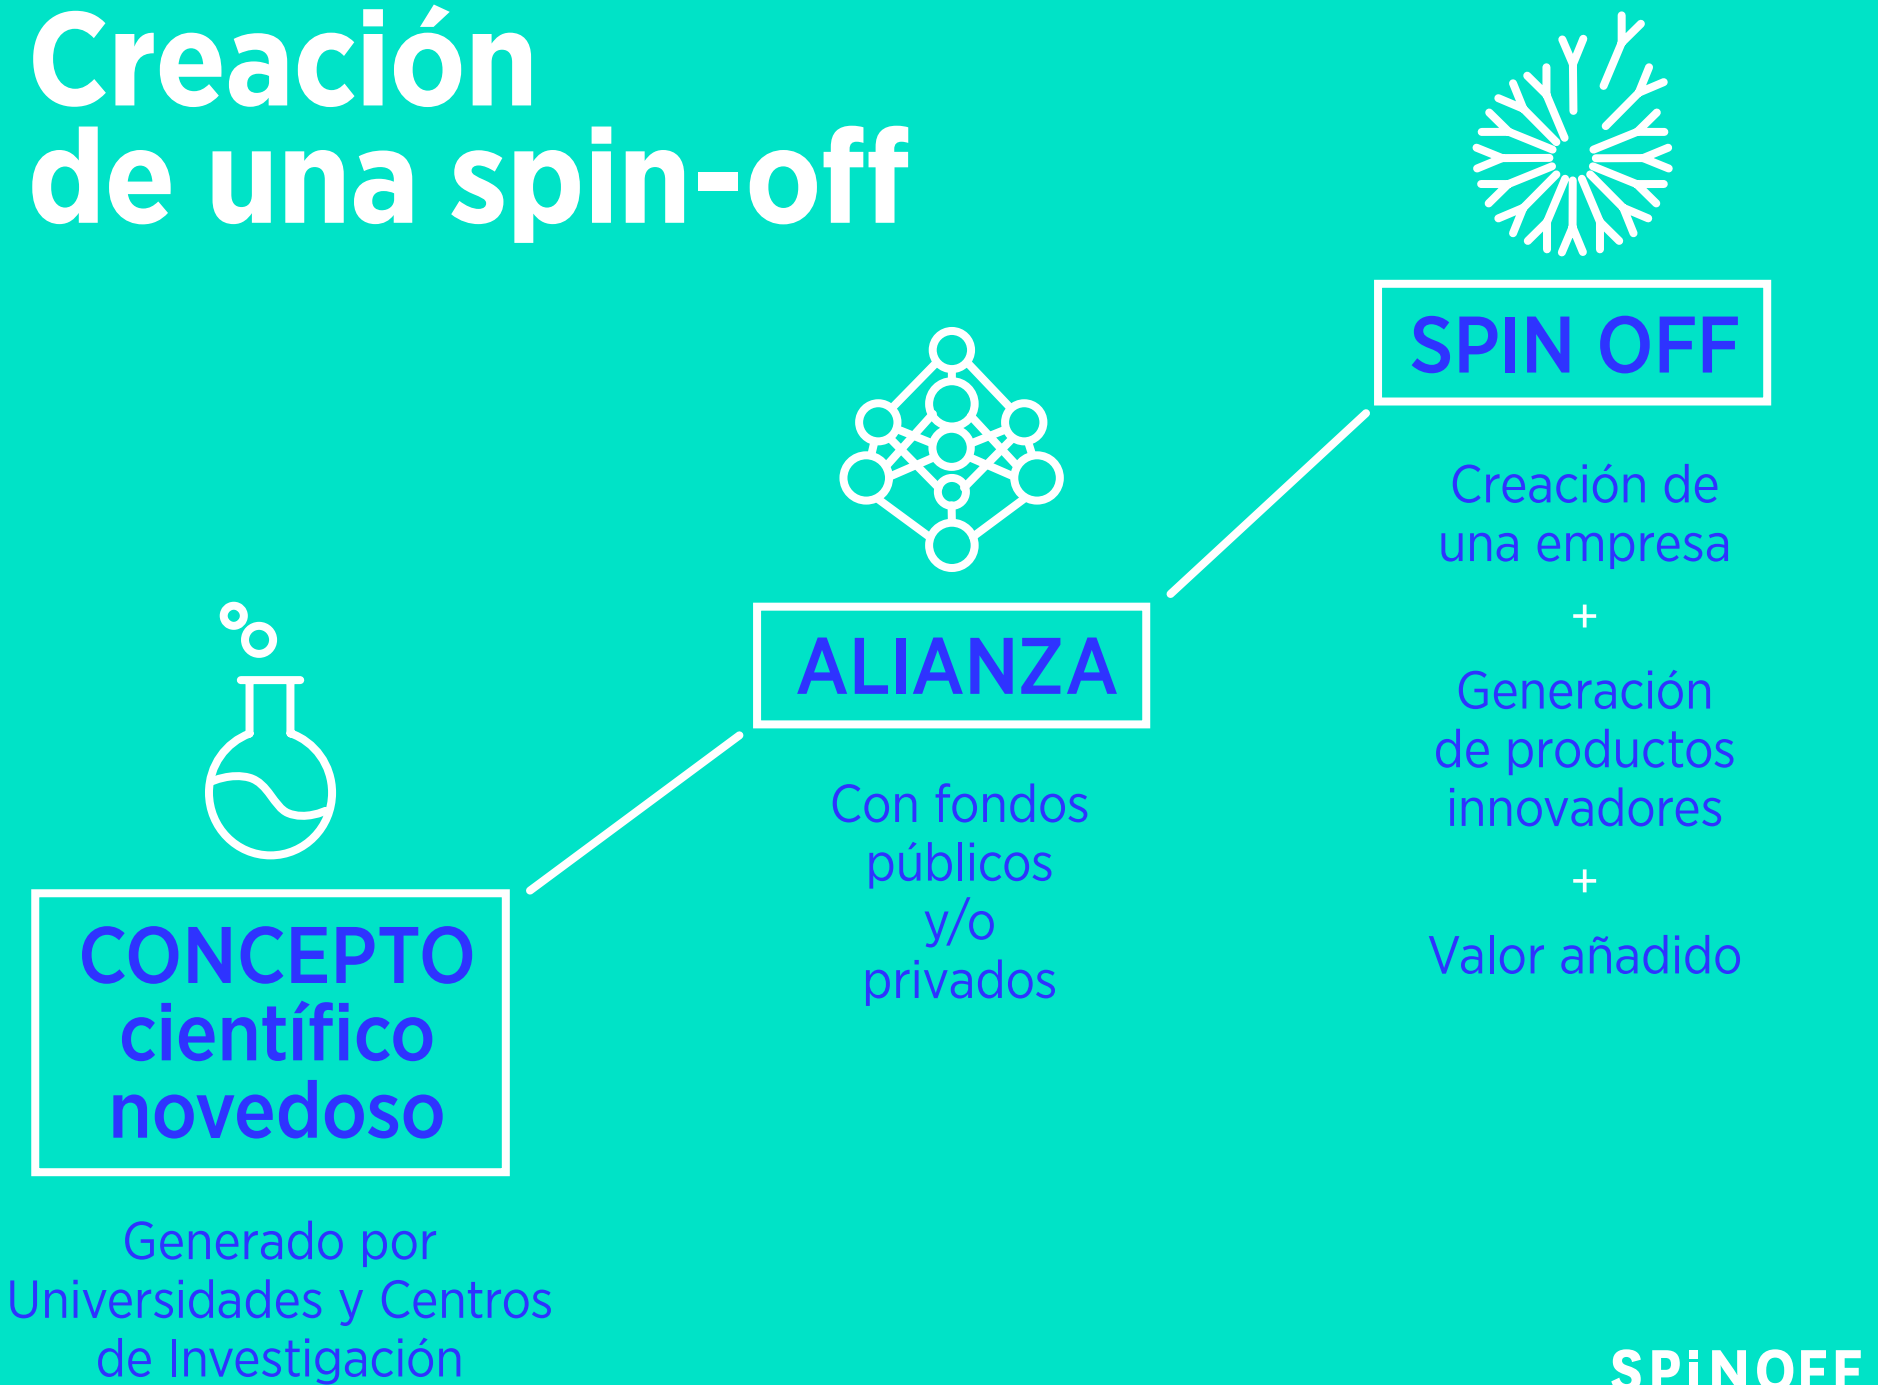 Creación
de una spin-off
CONCEPTO
científico
novedoso
Generado por
Universidades y Centros
de Investigación
ALIANZA
Con fondos
públicos
y/o
privados
SPIN OFF
Creación de
una empresa
+
Generación
de productos
innovadores
+
Valor añadido
SPiNOFF